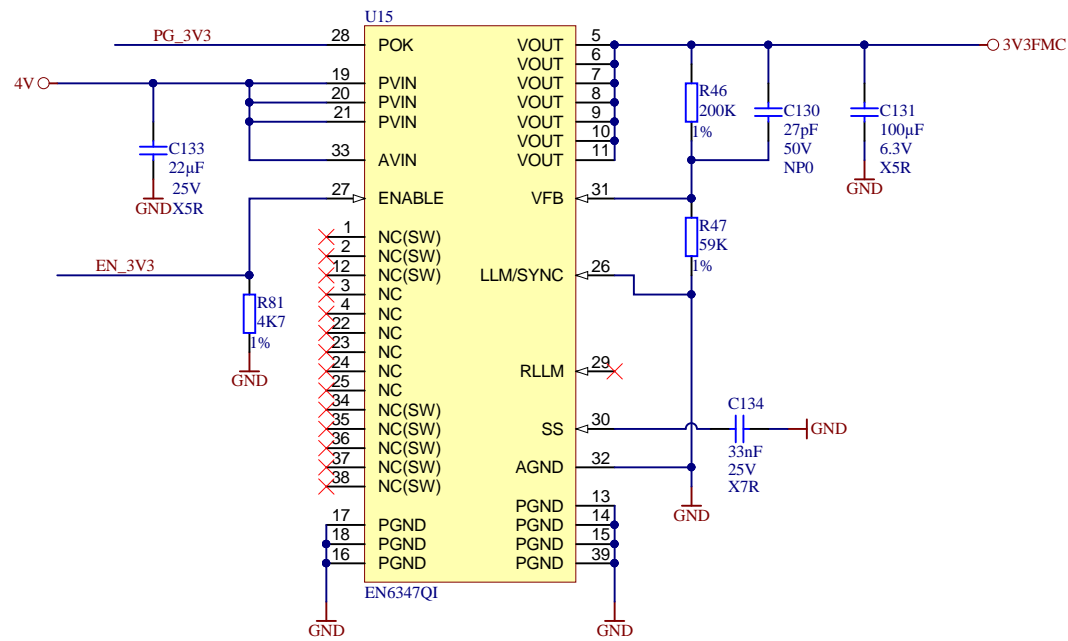 U15
PG_3V3
28
POK
VOUT
5
3V3FMC
VOUT
6
4V
19
PVIN
VOUT
7
20
PVIN
VOUT
8
R46
200K
1%
C130
27pF
50V
NP0
C131
100µF
6.3V
X5R
GND
21
PVIN
VOUT
9
VOUT
10
33
AVIN
VOUT
11
C133
22µF
25V
X5R
GND
27
ENABLE
VFB
31
1
NC(SW)
R47
59K
1%
2
NC(SW)
EN_3V3
12
NC(SW)
LLM/SYNC
26
3
NC
R81
4K7
1%
GND
4
NC
22
NC
23
NC
24
NC
RLLM
29
25
NC
34
NC(SW)
35
NC(SW)
SS
30
C134
33nF
25V
X7R
GND
36
NC(SW)
37
NC(SW)
AGND
32
38
NC(SW)
GND
PGND
13
17
PGND
PGND
14
18
PGND
PGND
15
16
PGND
PGND
39
EN6347QI
GND
GND